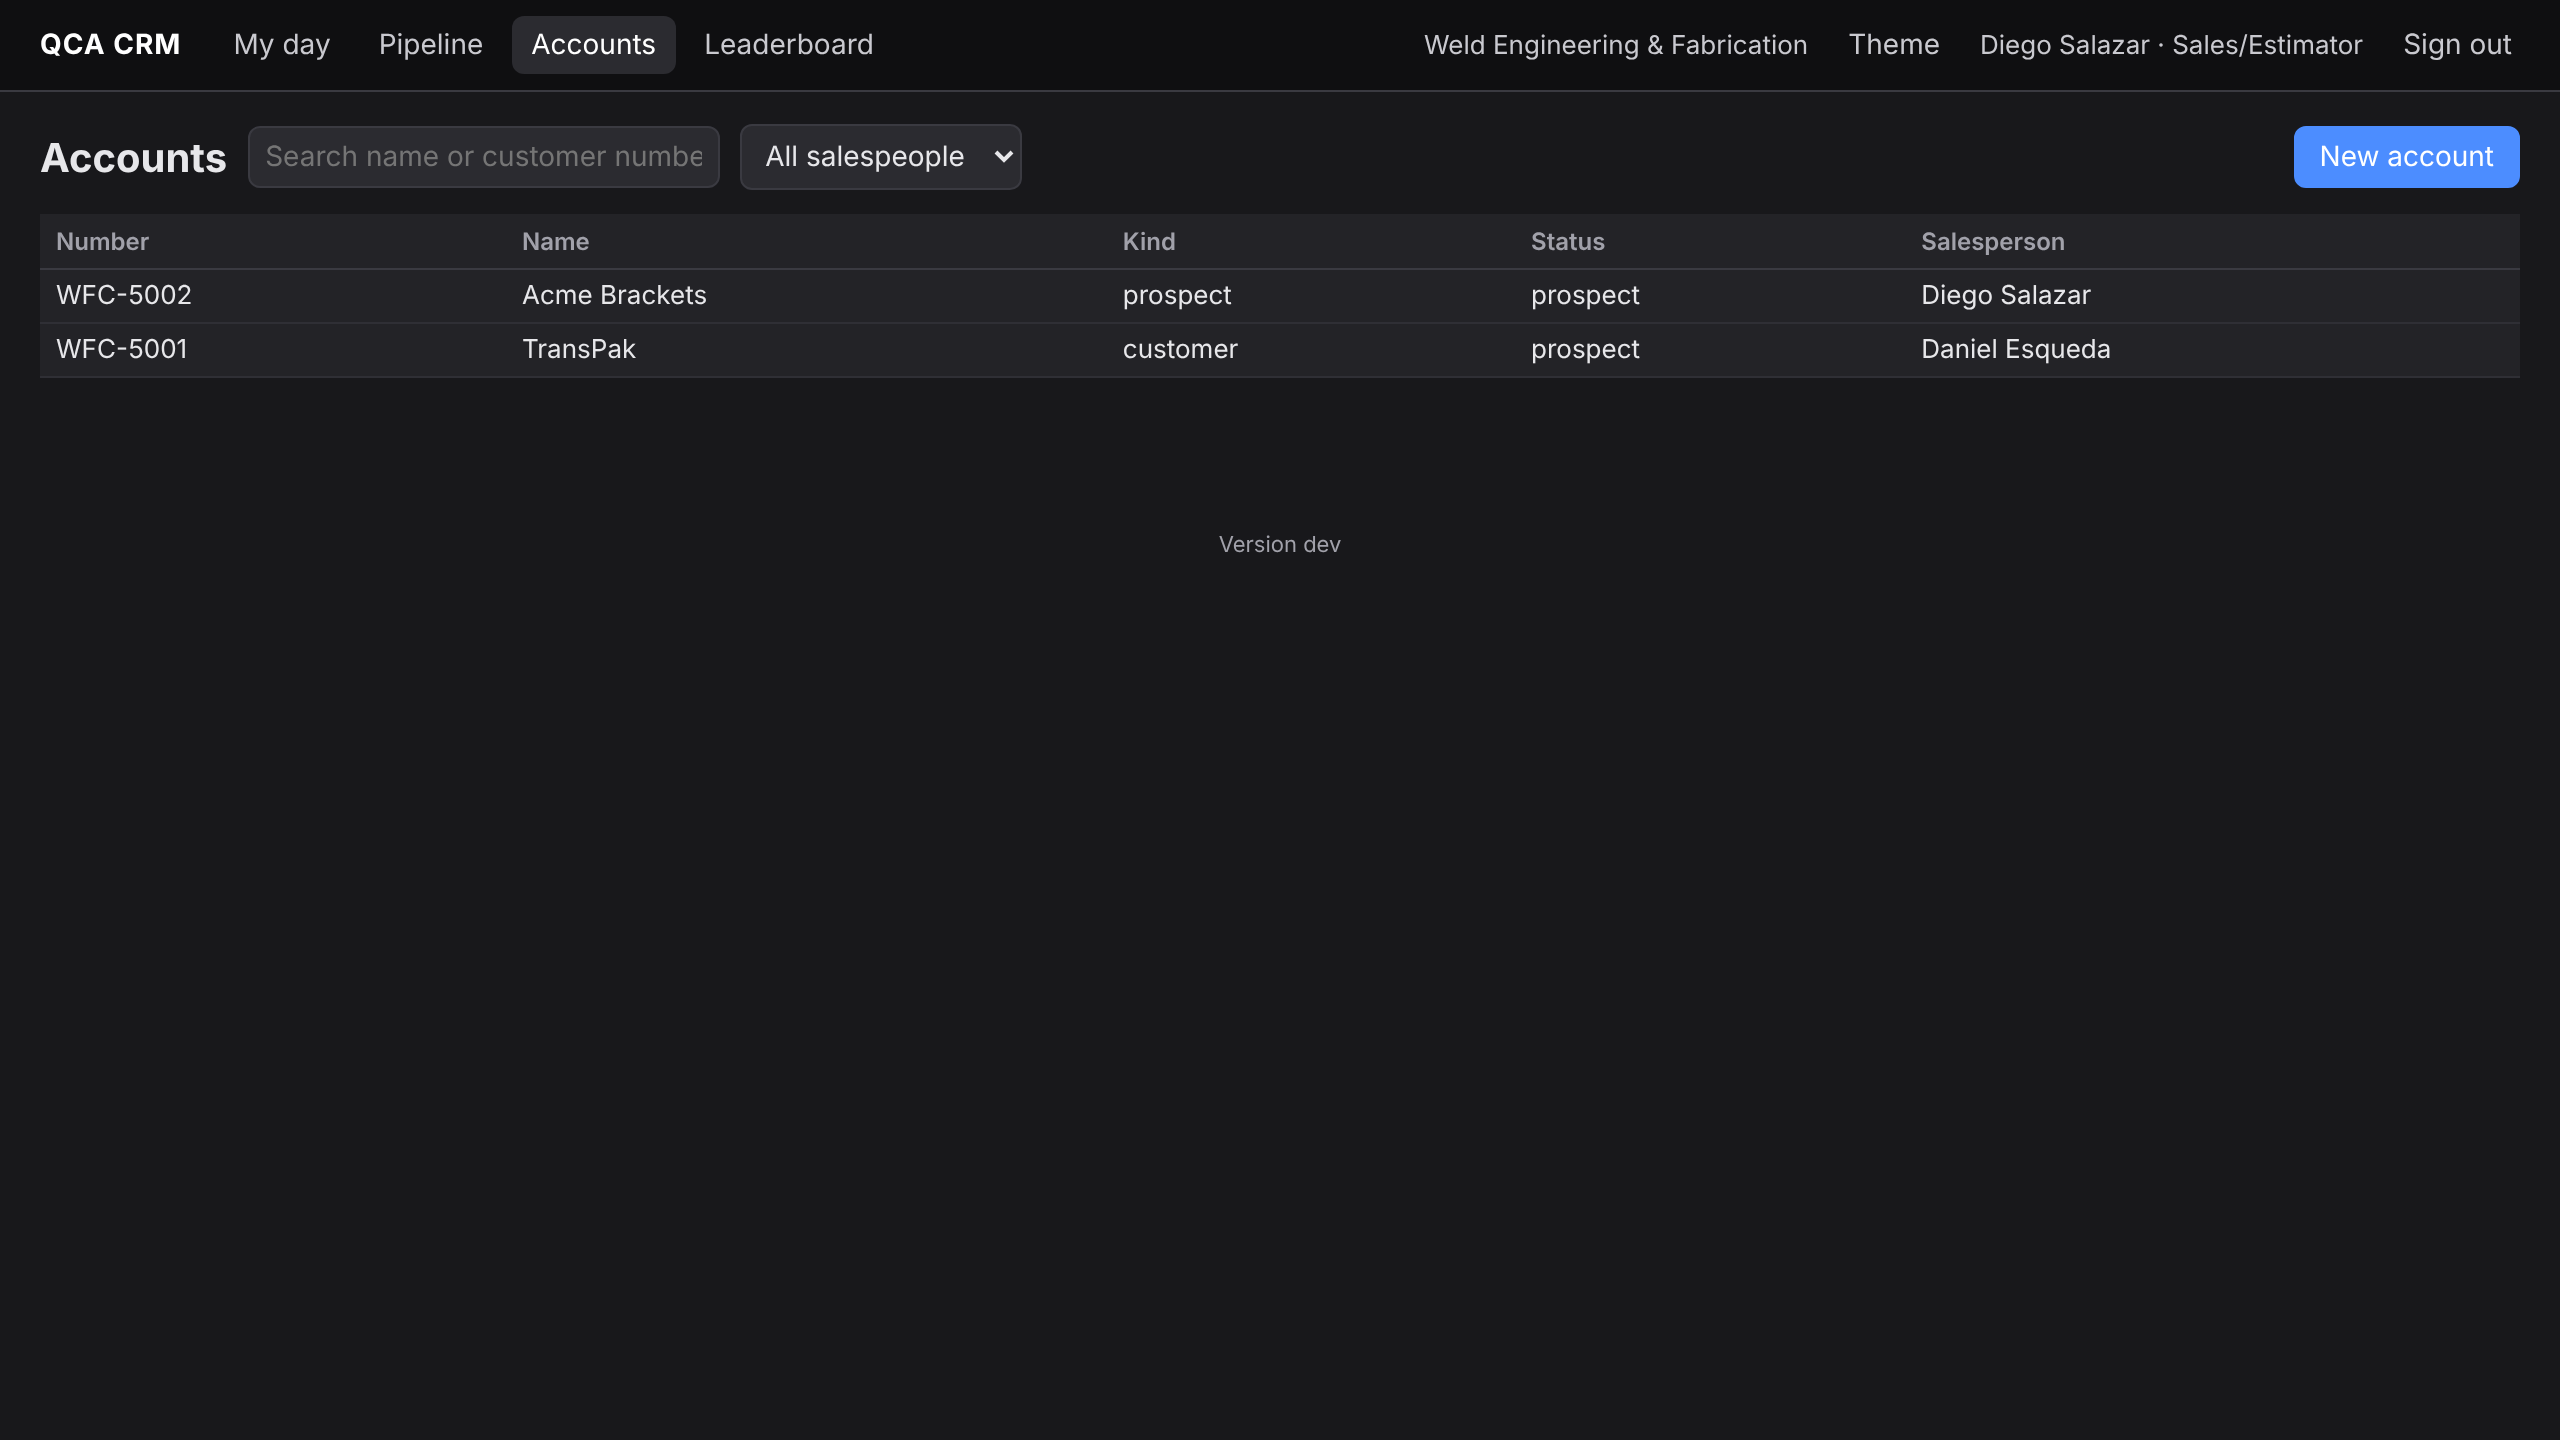 QCA CRM My day Pipeline Accounts Leaderboard Weld Engineering & Fabrication Theme Diego Salazar · Sales/Estimator Sign out
Accounts Search name or customer numbe All salespeople New account
Number Name Kind Status Salesperson
WFC-5002 Acme Brackets prospect prospect Diego Salazar
WFC-5001 TransPak customer prospect Daniel Esqueda
Version dev